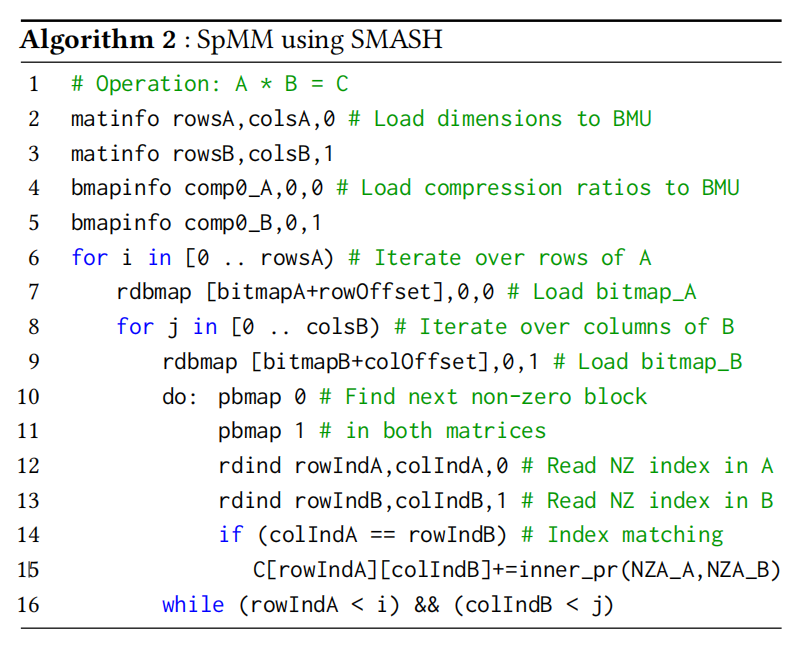 Algorithm 2 : SpMM using SMASH
1 # Operation: A * B = C
2 matinfo rowsA,colsA,0 # Load dimensions to BMU
3 matinfo rowsB,colsB,1
4 bmapinfo comp0_A,0,0 # Load compression ratios to BMU
5 bmapinfo comp0_B,0,1
6 for i in [0 .. rowsA) # Iterate over rows of A
7 rdbmap [bitmapA+rowOffset],0,0 # Load bitmap_A
8 for j in [0 .. colsB) # Iterate over columns of B
9 rdbmap [bitmapB+colOffset],0,1 # Load bitmap_B
10 do: pbmap 0 # Find next non-zero block
11 pbmap 1 # in both matrices
12 rdind rowIndA,colIndA,0 # Read NZ index in A
13 rdind rowIndB,colIndB,1 # Read NZ index in B
14 if (colIndA == rowIndB) # Index matching
15 C[rowIndA][colIndB]+=inner_pr(NZA_A,NZA_B)
16 while (rowIndA < i) && (colIndB < j)